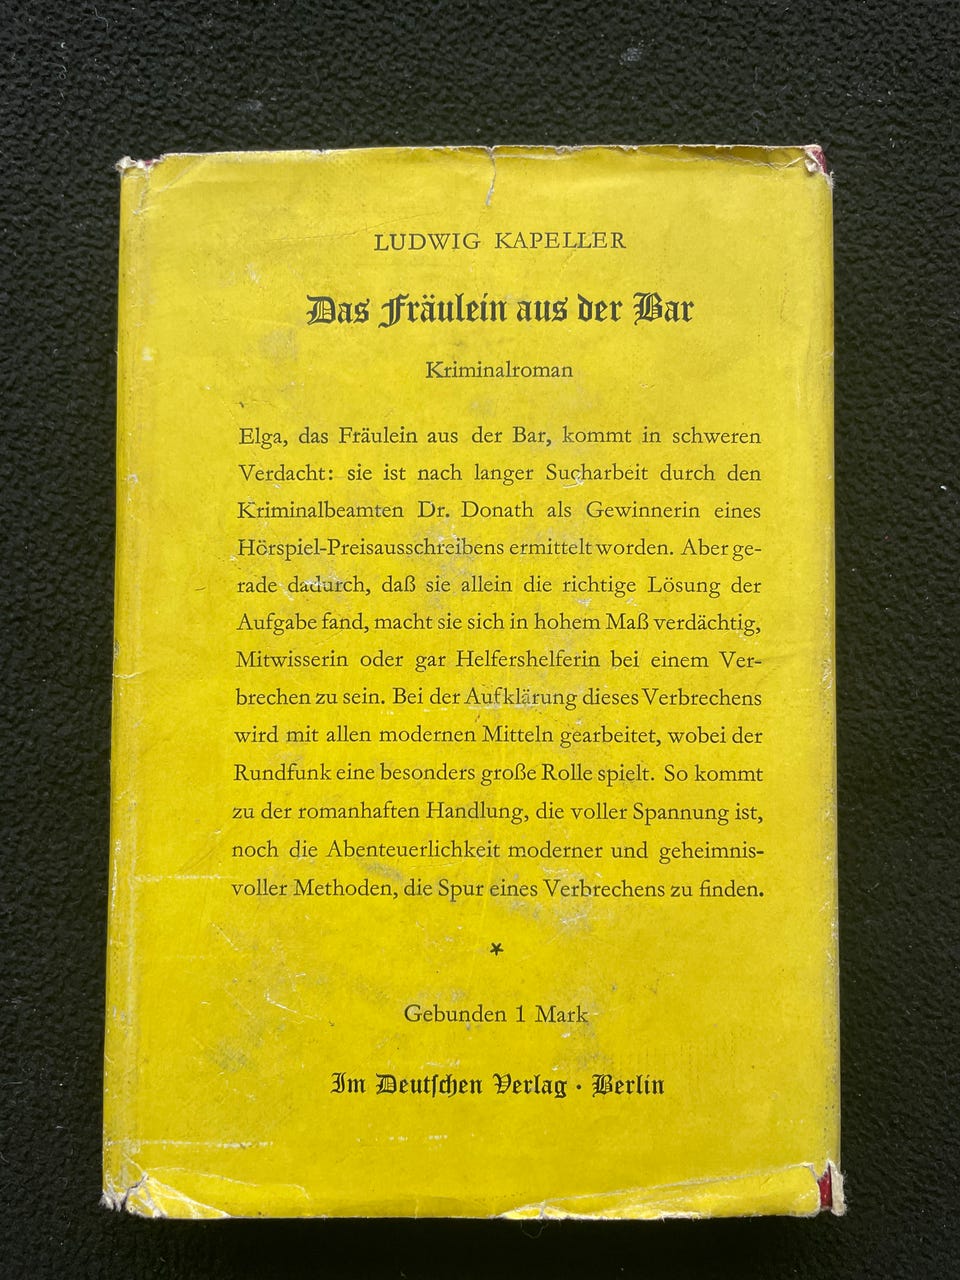 LUDWIG KAPELLER
Das Fräulein aus der Bar
Kriminalroman
Elga, das Fräulein aus der Bar, kommt in schweren
Verdacht: sie ist nach langer Sucharbeit durch den
Kriminalbeamten Dr. Donath als Gewinnerin eines
Hörspiel-Preisausschreibens ermittelt worden. Aber ge-
rade dadurch, daß sie allein die richtige Lösung der
Aufgabe fand, macht sie sich in hohem Maß verdächtig,
Mitwisserin oder gar Helfershelferin bei einem Ver-
brechen zu sein. Bei der Aufklärung dieses Verbrechens
wird mit allen modernen Mitteln gearbeitet, wobei der
Rundfunk eine besonders große Rolle spielt. So kommt
zu der romanhaften Handlung, die voller Spannung ist,
noch die Abenteuerlichkeit moderner und geheimnis-
voller Methoden, die Spur eines Verbrechens zu finden.
*
Gebunden 1 Mark
Im Deutſchen Verlag · Berlin